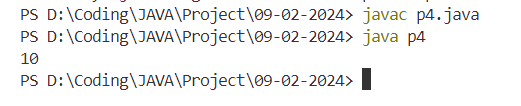 PS D:\Coding\JAVA\Project\09-02-2024> javac p4.java
PS D:\Coding\JAVA\Project\09-02-2024> java p4
10
PS D:\Coding\JAVA\Project\09-02-2024>